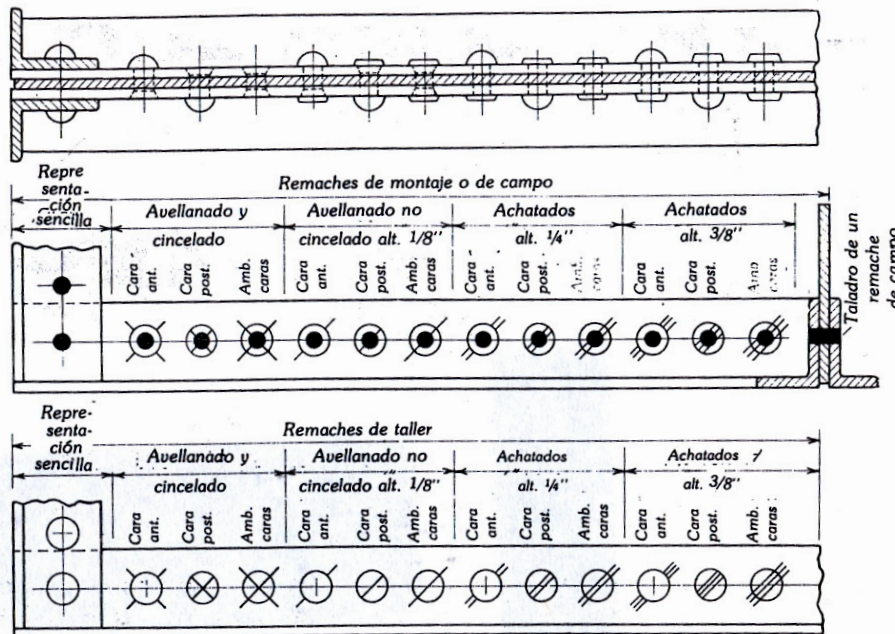 Repre
senta-
ción
sencilla
Remaches de montaje o de campo
Avellanado y
cincelado
Avellanado no
cincelado alt. 1/8"
Achatados
alt. 1/4"
Achatados
alt. 3/8"
Cara
ant.
Cara
post.
Amb.
caras
Cara
ant.
Cara
post.
Amb.
caras
Cara
ant.
Cara
post.
caras
Cara
ant.
Cara
post.
caras
Taladro de un
remache
de campo
Repre-
senta-
ción
sencilla
Remaches de taller
Avellanado y
cincelado
Avellanado no
cincelado alt. 1/8"
Achatados
alt. 1/4"
Achatados
alt. 3/8"
Cara
ant.
Cara
post.
Amb.
caras
Cara
ant.
Cara
post.
Amb.
caras
Cara
ant.
Cara
post.
Amb.
caras
Cara
ant.
Cara
post.
Amb.
caras